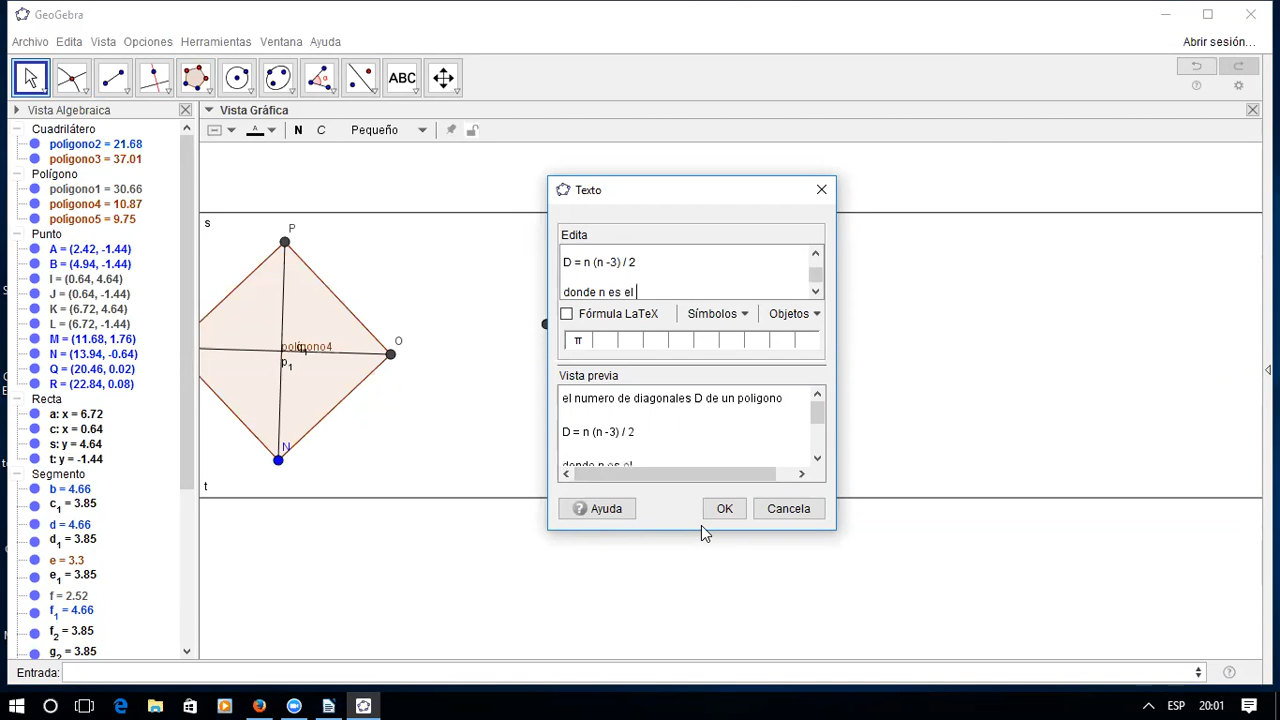 GeoGebra
Archivo Edita Vista Opciones Herramientas Ventana Ayuda
Abrir sesión...
ABC
Vista Algebraica
Vista Gráfica
N C Pequeño
Cuadrilátero
polígono2 = 21.68
polígono3 = 37.01
Polígono
polígono1 = 30.66
polígono4 = 10.87
polígono5 = 9.75
Punto
A = (2.42, -1.44)
B = (4.94, -1.44)
I = (0.64, 4.64)
J = (0.64, -1.44)
K = (6.72, 4.64)
L = (6.72, -1.44)
M = (11.68, 1.76)
N = (13.94, -0.64)
Q = (20.46, 0.02)
R = (22.84, 0.08)
Recta
a: x = 6.72
c: x = 0.64
s: y = 4.64
t: y = -1.44
Segmento
b = 4.66
c₁ = 3.85
d = 4.66
d₁ = 3.85
e = 3.3
e₁ = 3.85
f = 2.52
f₁ = 4.66
f₂ = 3.85
g₂ = 3.85
s
P
O
polígono4
p₁
N
t
Texto
Edita
D = n (n -3) / 2
donde n es el
Fórmula LaTeX Símbolos Objetos
π
Vista previa
el numero de diagonales D de un poligono
D = n (n -3) / 2
donde n es el
Ayuda OK Cancela
Entrada:
ESP 20:01